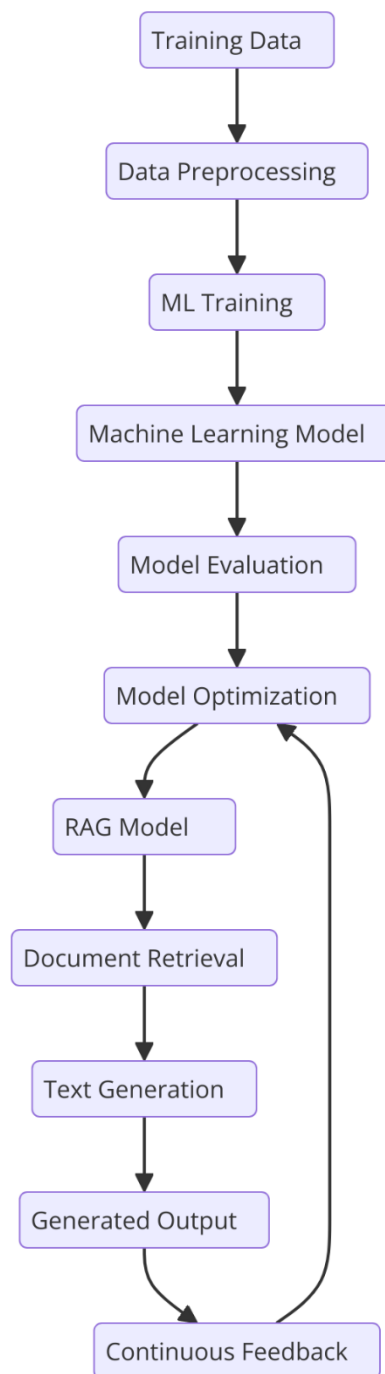 Training Data
Data Preprocessing
ML Training
Machine Learning Model
Model Evaluation
Model Optimization
RAG Model
Document Retrieval
Text Generation
Generated Output
Continuous Feedback